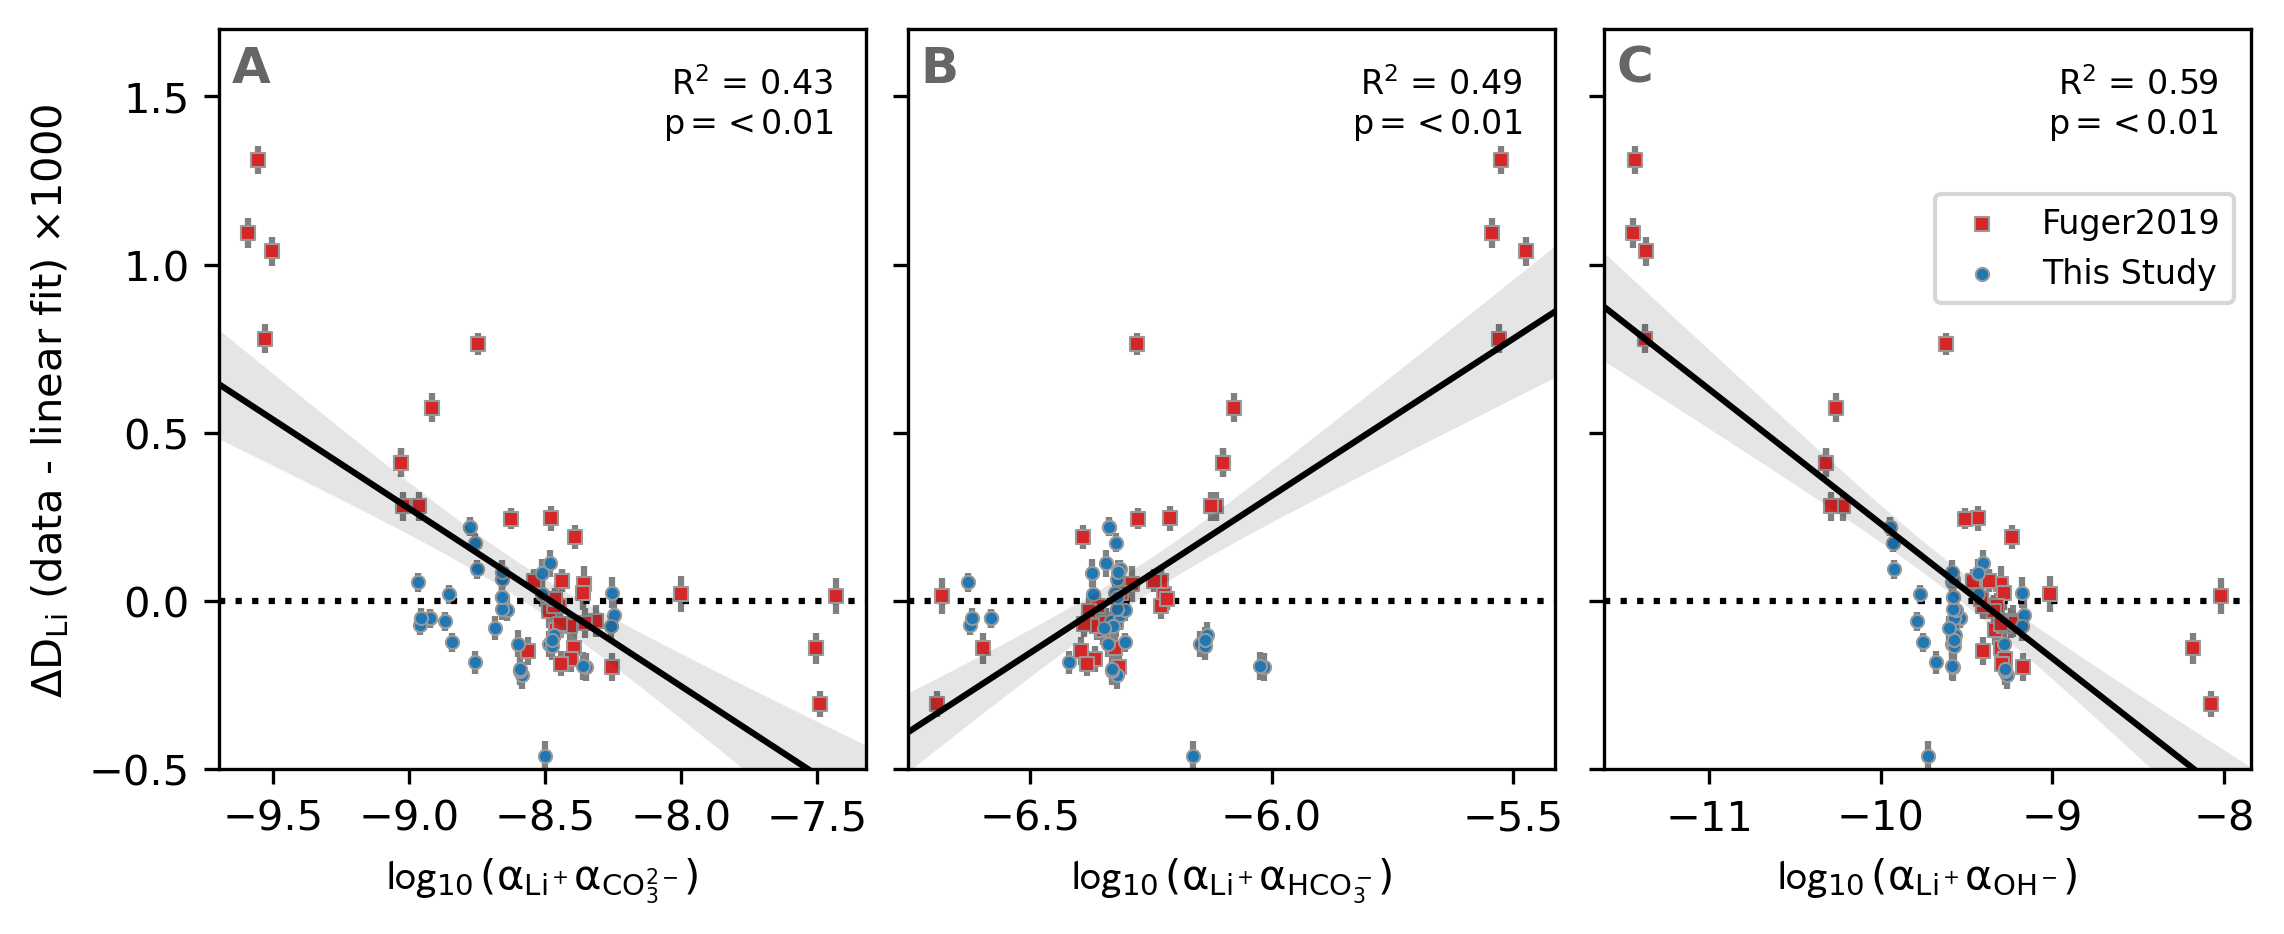 A
R² = 0.43
p = < 0.01
B
R² = 0.49
p = < 0.01
C
R² = 0.59
p = < 0.01
Fuger2019
This Study
ΔD_Li (data - linear fit) ×1000
1.5
1.0
0.5
0.0
−0.5
−9.5 −9.0 −8.5 −8.0 −7.5
−6.5 −6.0 −5.5
−11 −10 −9 −8
log₁₀ (α_Li⁺ α_CO₃²⁻)
log₁₀ (α_Li⁺ α_HCO₃⁻)
log₁₀ (α_Li⁺ α_OH⁻)